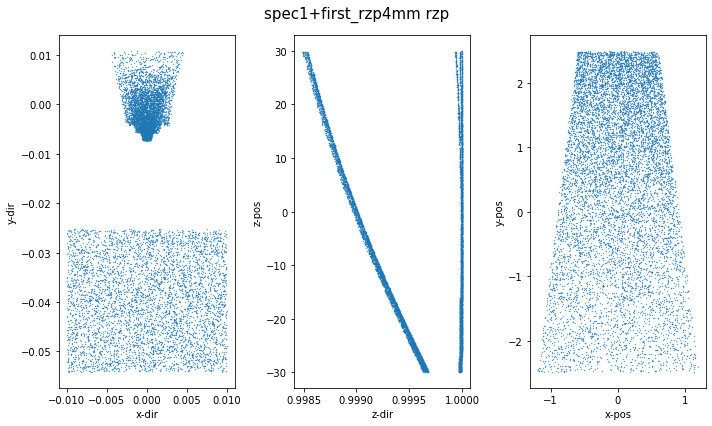 spec1+first_rzp4mm rzp
0.01
0.00
−0.01
−0.02
−0.03
−0.04
−0.05
y-dir
−0.010 −0.005 0.000 0.005 0.010
x-dir
30
20
10
0
−10
−20
−30
z-pos
0.9985 0.9990 0.9995 1.0000
z-dir
2
1
0
−1
−2
y-pos
−1 0 1
x-pos